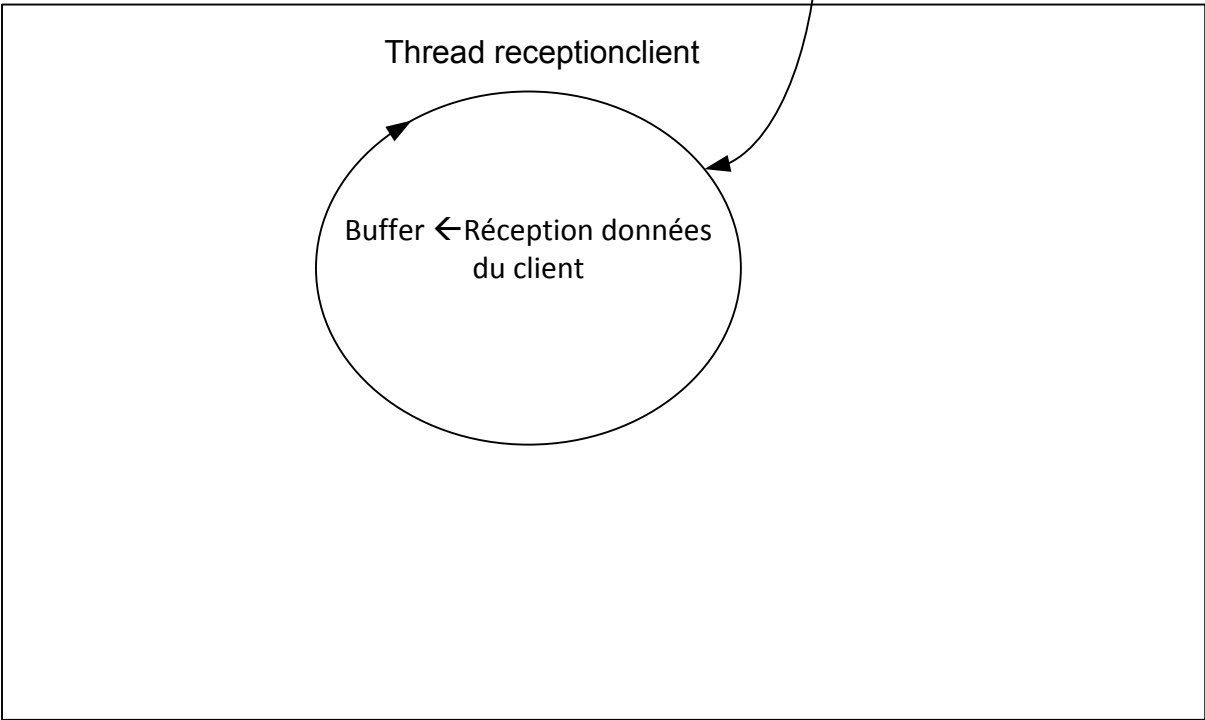 Thread receptionclient
Buffer ←Réception données
du client